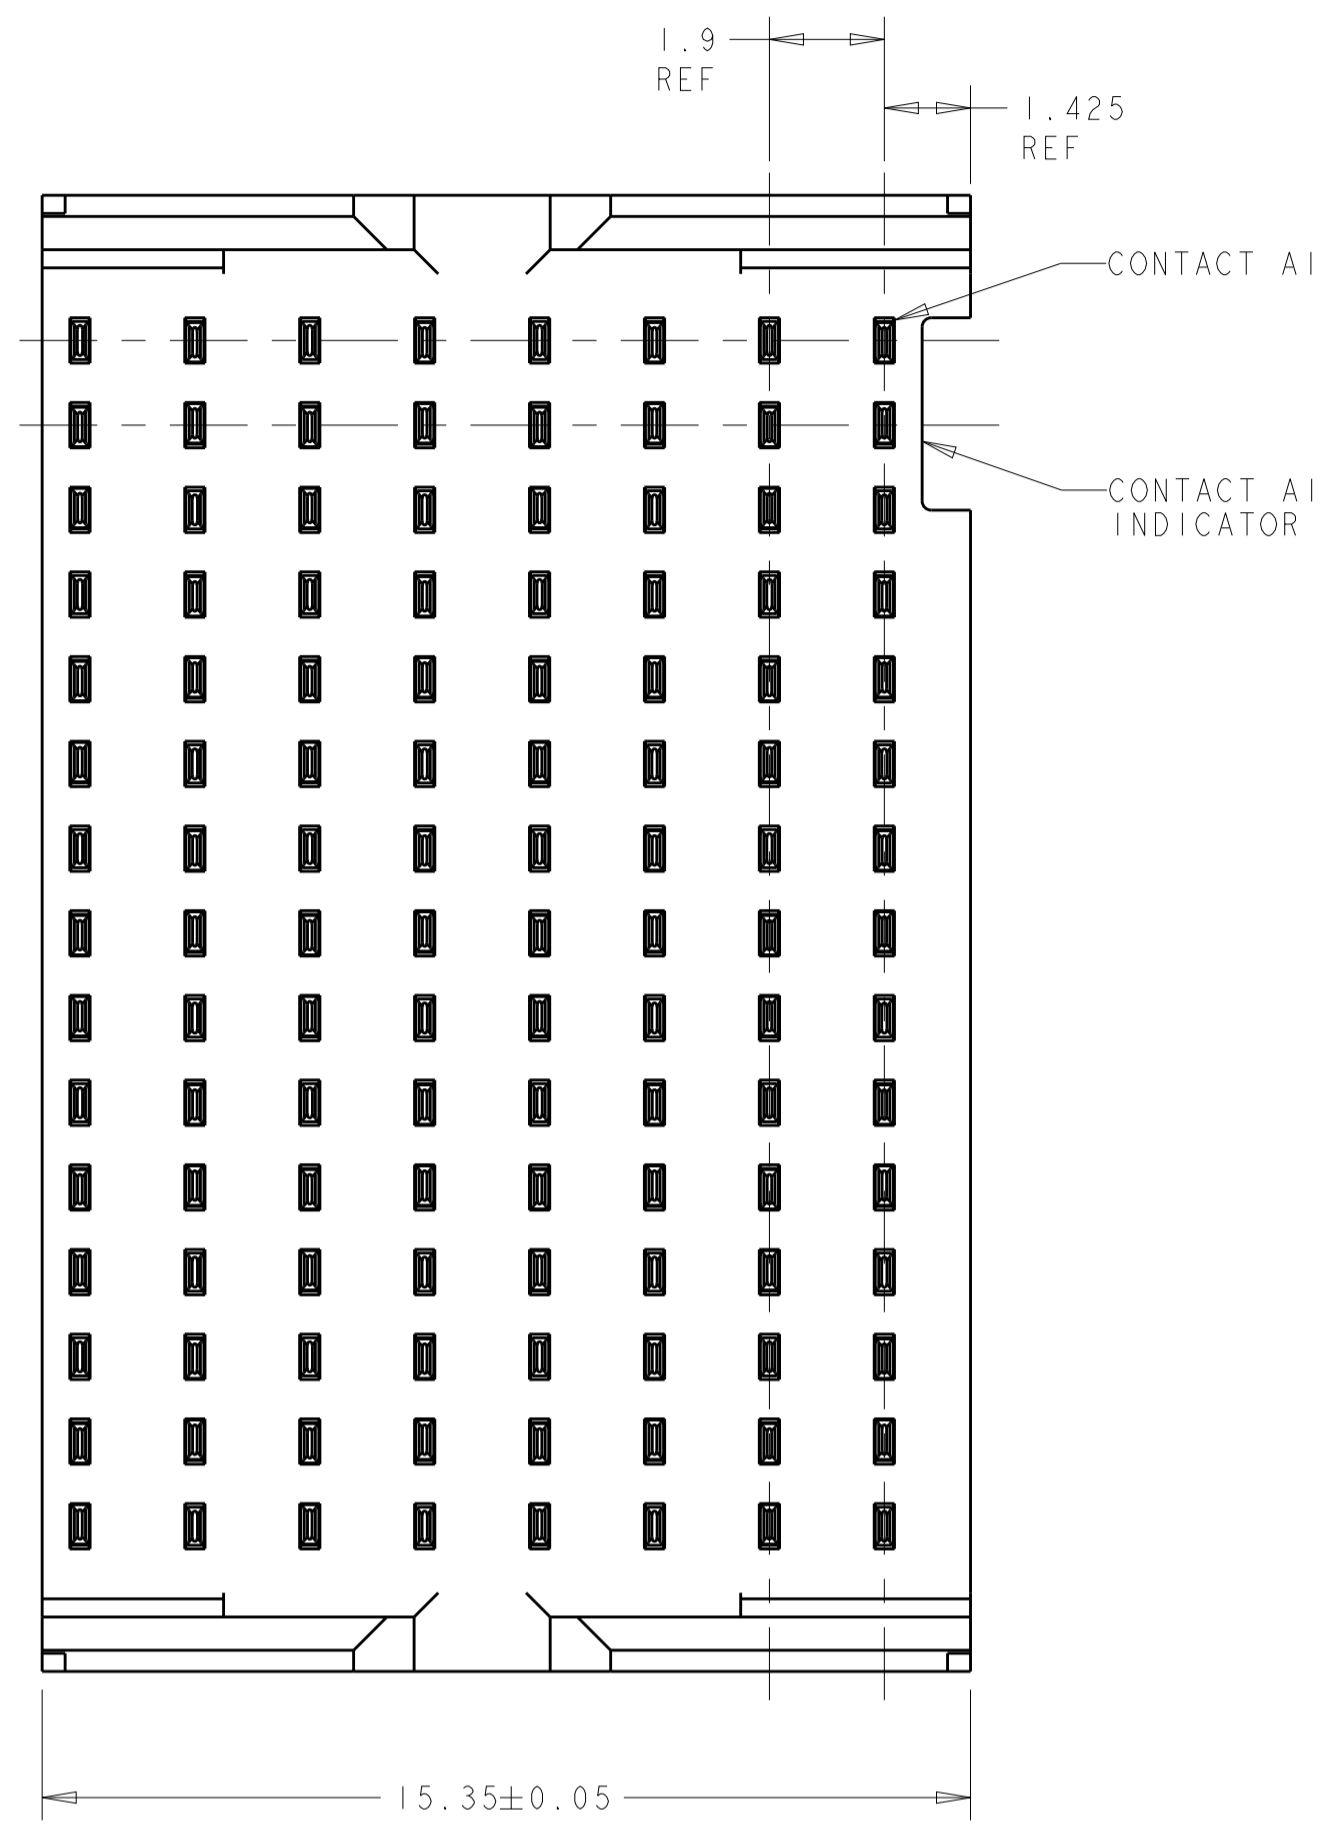 1.9
REF
1.425
REF
CONTACT A1
CONTACT A1
INDICATOR
15.35±0.05